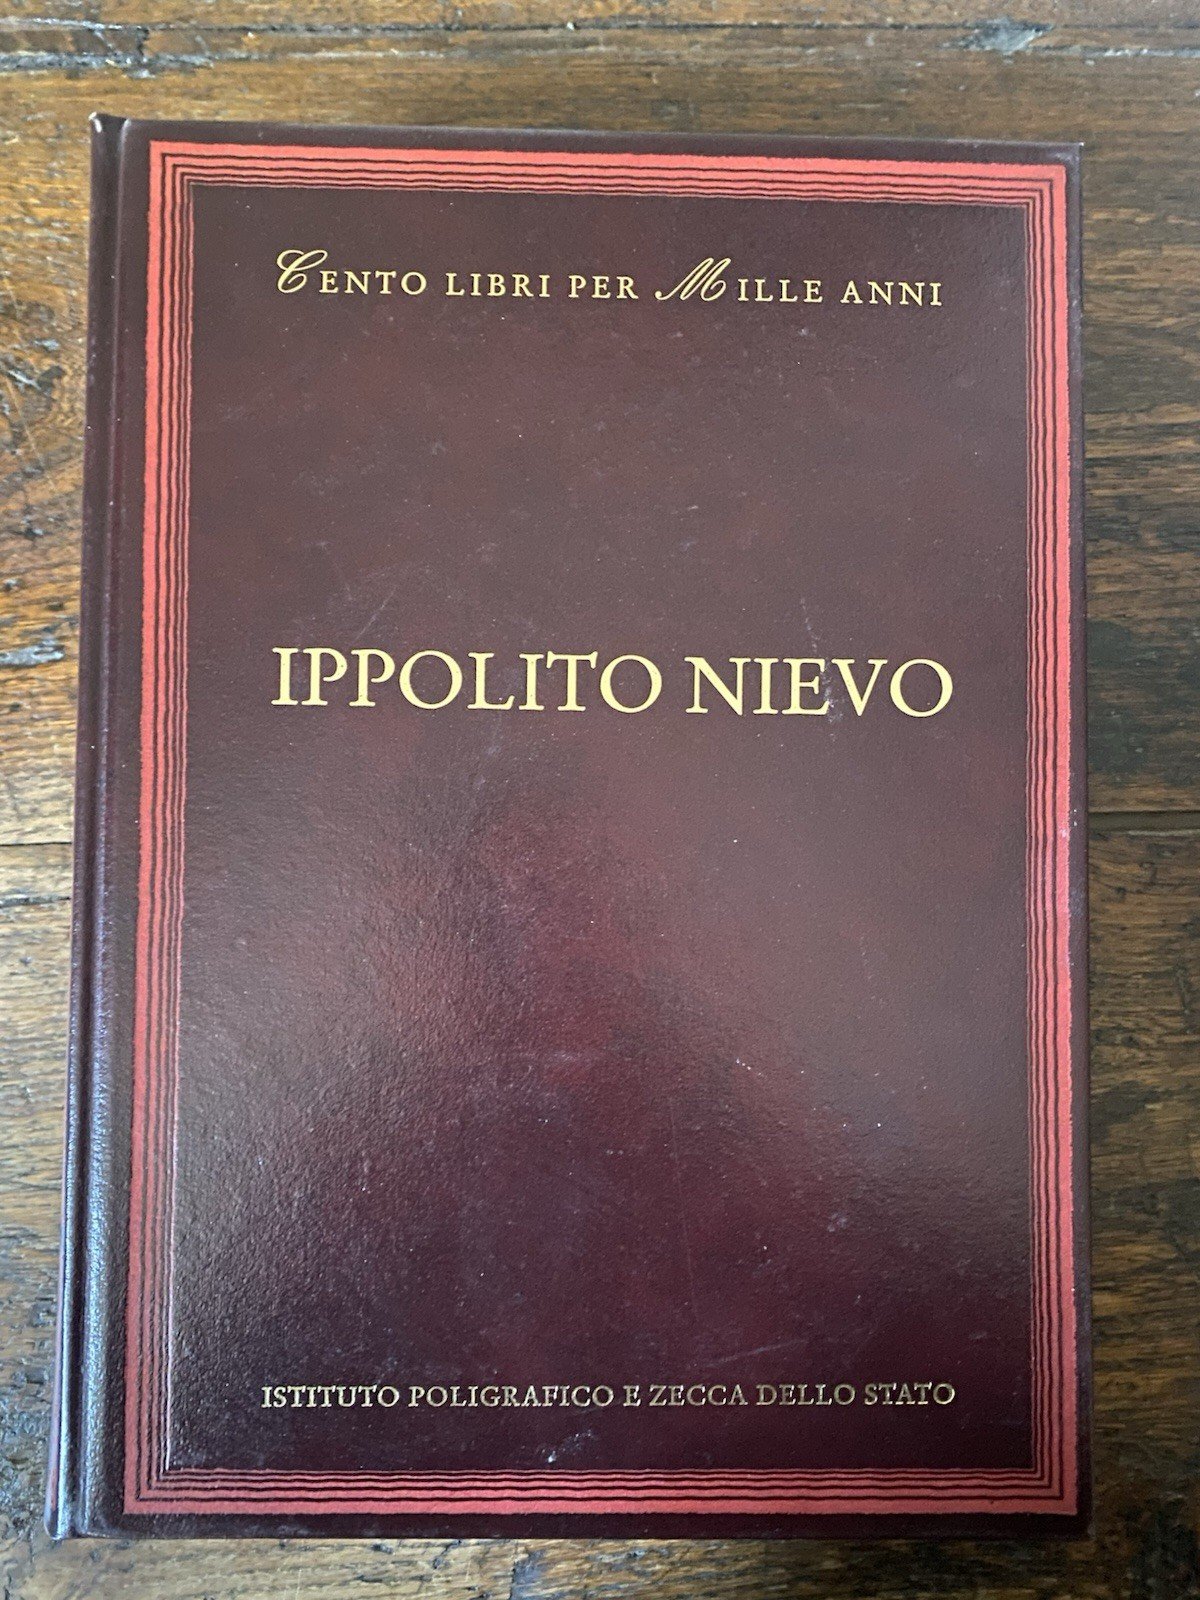 CENTO LIBRI PER MILLE ANNI
IPPOLITO NIEVO
ISTITUTO POLIGRAFICO E ZECCA DELLO STATO